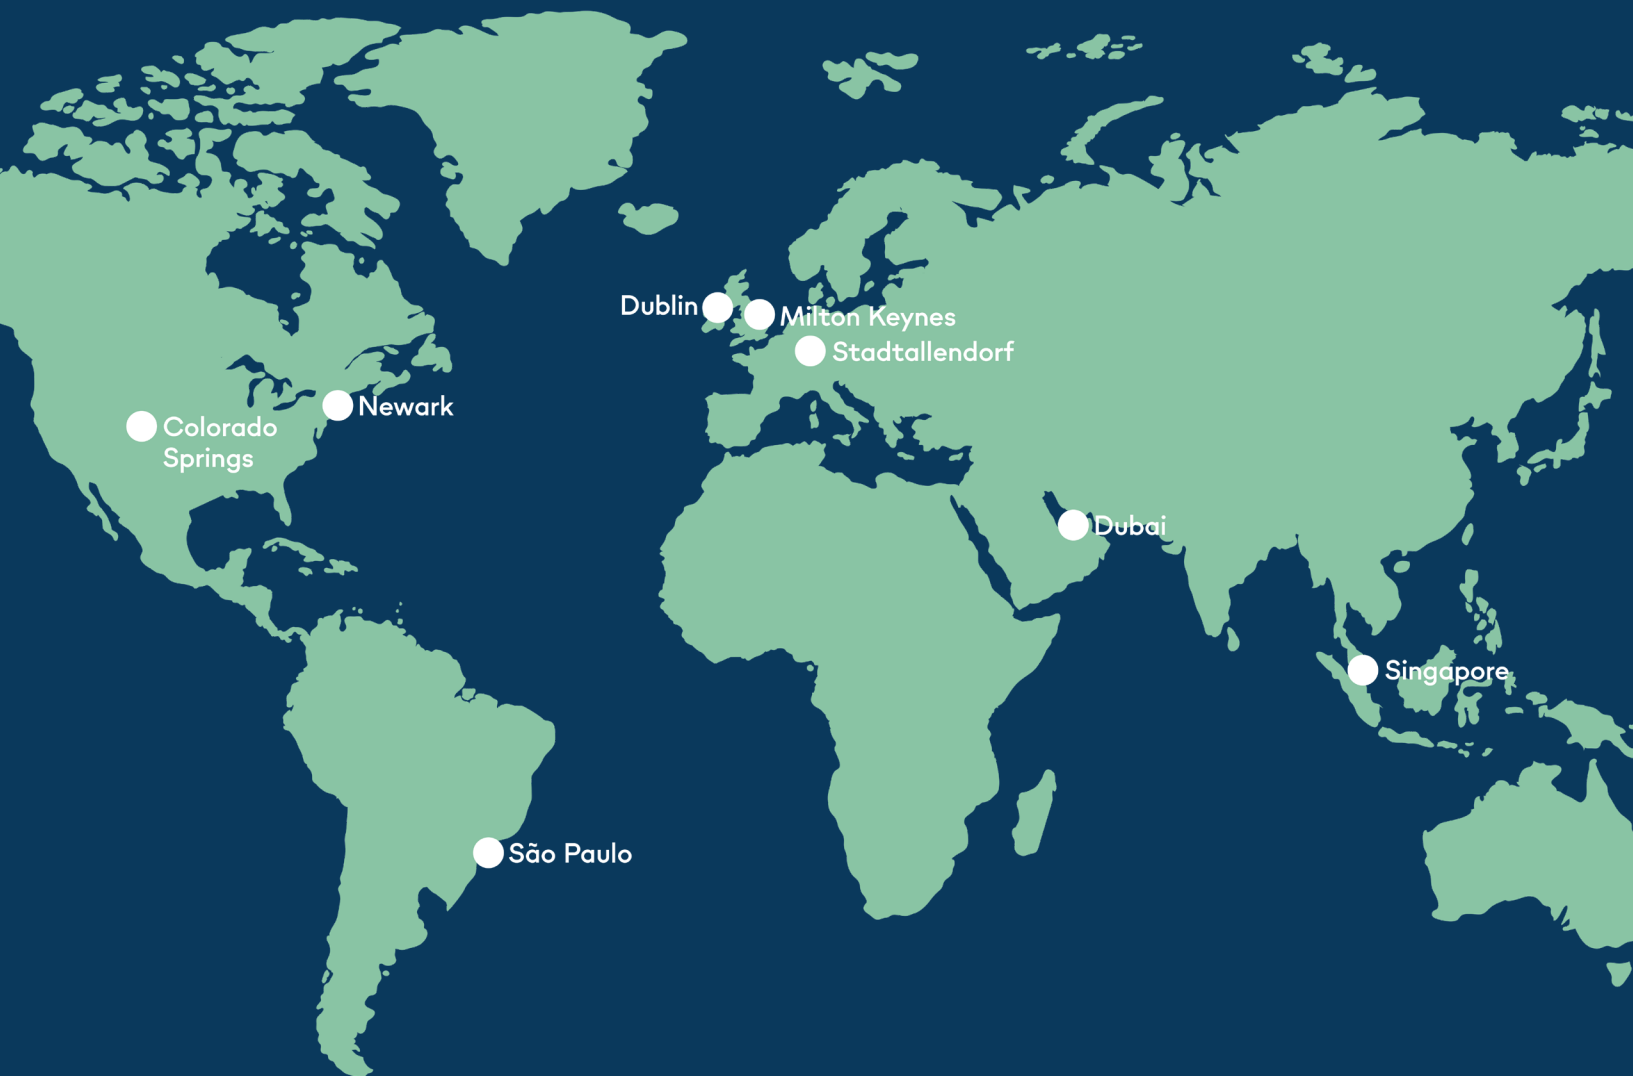 Dublin
Milton Keynes
Stadtallendorf
Newark
Colorado
Springs
Dubai
Singapore
São Paulo